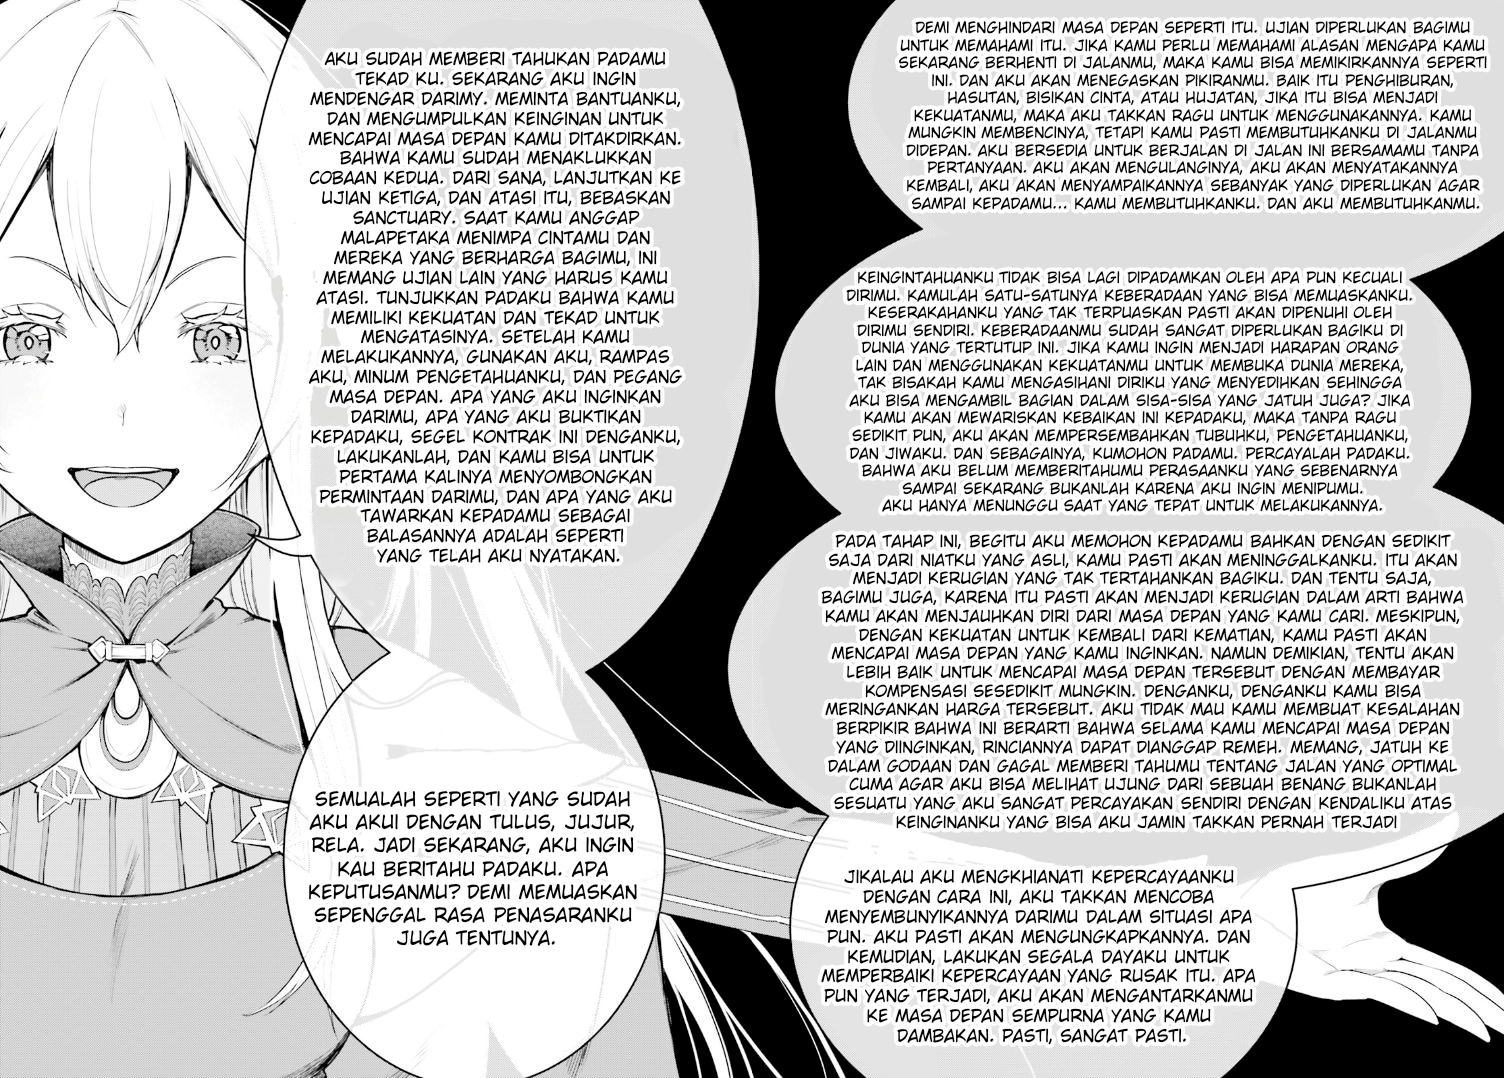 DEMI MENGHINDARI MASA DEPAN SEPERTI ITU. UJIAN DIPERLUKAN BAGIMU
UNTUK MEMAHAMI ITU. JIKA KAMU PERLU MEMAHAMI ALASAN MENGAPA KAMU
SEKARANG BERHENTI DI JALANMU, MAKA KAMU BISA MEMIKIRKANNYA SEPERTI
INI. DAN AKU AKAN MENEGASKAN PIKIRANMU. BAIK ITU PENGHIBURAN,
HASUTAN, BISIKAN CINTA, ATAU HUJATAN, JIKA ITU BISA MENJADI
KEKUATANMU, MAKA AKU TAKKAN RAGU UNTUK MENGGUNAKANNYA. KAMU
MUNGKIN MEMBENCINYA, TETAPI KAMU PASTI MEMBUTUHKANKU DI JALANMU
DIDEPAN. AKU BERSEDIA UNTUK BERJALAN DI JALAN INI BERSAMAMU TANPA
PERTANYAAN. AKU AKAN MENGULANGINYA, AKU AKAN MENYATAKANNYA
KEMBALI, AKU AKAN MENYAMPAIKANNYA SEBANYAK YANG DIPERLUKAN AGAR
SAMPAI KEPADAMU... KAMU MEMBUTUHKANKU. DAN AKU MEMBUTUHKANMU.
KEINGINTAHUANKU TIDAK BISA LAGI DIPADAMKAN OLEH APA PUN KECUALI
DIRIMU. KAMULAH SATU-SATUNYA KEBERADAAN YANG BISA MEMUASKANKU.
KESERAKAHANKU YANG TAK TERPUASKAN PASTI AKAN DIPENUHI OLEH
DIRIMU SENDIRI. KEBERADAANMU SUDAH SANGAT DIPERLUKAN BAGIKU DI
DUNIA YANG TERTUTUP INI. JIKA KAMU INGIN MENJADI HARAPAN ORANG
LAIN DAN MENGGUNAKAN KEKUATANMU UNTUK MEMBUKA DUNIA MEREKA,
TAK BISAKAH KAMU MENGASIHANI DIRIKU YANG MENYEDIHKAN SEHINGGA
AKU BISA MENGAMBIL BAGIAN DALAM SISA-SISA YANG JATUH JUGA? JIKA
KAMU AKAN MEWARISKAN KEBAIKAN INI KEPADAKU, MAKA TANPA RAGU
SEDIKIT PUN, AKU AKAN MEMPERSEMBAHKAN TUBUHKU, PENGETAHUANKU,
DAN JIWAKU. DAN SEBAGAINYA, KUMOHON PADAMU. PERCAYALAH PADAKU.
BAHWA AKU BELUM MEMBERITAHUMU PERASAANKU YANG SEBENARNYA
SAMPAI SEKARANG BUKANLAH KARENA AKU INGIN MENIPUMU.
AKU HANYA MENUNGGU SAAT YANG TEPAT UNTUK MELAKUKANNYA.
PADA TAHAP INI, BEGITU AKU MEMOHON KEPADAMU BAHKAN DENGAN SEDIKIT
SAJA DARI NIATKU YANG ASLI, KAMU PASTI AKAN MENINGGALKANKU. ITU AKAN
MENJADI KERUGIAN YANG TAK TERTAHANKAN BAGIKU. DAN TENTU SAJA,
BAGIMU JUGA, KARENA ITU PASTI AKAN MENJADI KERUGIAN DALAM ARTI BAHWA
KAMU AKAN MENJAUHKAN DIRI DARI MASA DEPAN YANG KAMU CARI. MESKIPUN,
DENGAN KEKUATAN UNTUK KEMBALI DARI KEMATIAN, KAMU PASTI AKAN
MENCAPAI MASA DEPAN YANG KAMU INGINKAN. NAMUN DEMIKIAN, TENTU AKAN
LEBIH BAIK UNTUK MENCAPAI MASA DEPAN TERSEBUT DENGAN MEMBAYAR
KOMPENSASI SESEDIKIT MUNGKIN. DENGANKU, DENGANKU KAMU BISA
MERINGANKAN HARGA TERSEBUT. AKU TIDAK MAU KAMU MEMBUAT KESALAHAN
BERPIKIR BAHWA INI BERARTI BAHWA SELAMA KAMU MENCAPAI MASA DEPAN
YANG DIINGINKAN, RINCIANNYA DAPAT DIANGGAP REMEH. MEMANG, JATUH KE
DALAM GODAAN DAN GAGAL MEMBERI TAHUMU TENTANG JALAN YANG OPTIMAL
CUMA AGAR AKU BISA MELIHAT UJUNG DARI SEBUAH BENANG BUKANLAH
SESUATU YANG AKU SANGAT PERCAYAKAN SENDIRI DENGAN KENDALIKU ATAS
KEINGINANKU YANG BISA AKU JAMIN TAKKAN PERNAH TERJADI
JIKALAU AKU MENGKHIANATI KEPERCAYAANKU
DENGAN CARA INI, AKU TAKKAN MENCOBA
MENYEMBUNYIKANNYA DARIMU DALAM SITUASI APA
PUN. AKU PASTI AKAN MENGUNGKAPKANNYA. DAN
KEMUDIAN, LAKUKAN SEGALA DAYAKU UNTUK
MEMPERBAIKI KEPERCAYAAN YANG RUSAK ITU. APA
PUN YANG TERJADI, AKU AKAN MENGANTARKANMU
KE MASA DEPAN SEMPURNA YANG KAMU
DAMBAKAN. PASTI, SANGAT PASTI.
AKU SUDAH MEMBERI TAHUKAN PADAMU
TEKAD KU. SEKARANG AKU INGIN
MENDENGAR DARIMY. MEMINTA BANTUANKU,
DAN MENGUMPULKAN KEINGINAN UNTUK
MENCAPAI MASA DEPAN KAMU DITAKDIRKAN.
BAHWA KAMU SUDAH MENAKLUKKAN
COBAAN KEDUA. DARI SANA, LANJUTKAN KE
UJIAN KETIGA, DAN ATASI ITU, BEBASKAN
SANCTUARY. SAAT KAMU ANGGAP
MALAPETAKA MENIMPA CINTAMU DAN
MEREKA YANG BERHARGA BAGIMU, INI
MEMANG UJIAN LAIN YANG HARUS KAMU
ATASI. TUNJUKKAN PADAKU BAHWA KAMU
MEMILIKI KEKUATAN DAN TEKAD UNTUK
MENGATASINYA. SETELAH KAMU
MELAKUKANNYA, GUNAKAN AKU, RAMPAS
AKU, MINUM PENGETAHUANKU, DAN PEGANG
MASA DEPAN. APA YANG AKU INGINKAN
DARIMU, APA YANG AKU BUKTIKAN
KEPADAKU, SEGEL KONTRAK INI DENGANKU,
LAKUKANLAH, DAN KAMU BISA UNTUK
PERTAMA KALINYA MENYOMBONGKAN
PERMINTAAN DARIMU, DAN APA YANG AKU
TAWARKAN KEPADAMU SEBAGAI
BALASANNYA ADALAH SEPERTI
YANG TELAH AKU NYATAKAN.
SEMUALAH SEPERTI YANG SUDAH
AKU AKUI DENGAN TULUS, JUJUR,
RELA. JADI SEKARANG, AKU INGIN
KAU BERITAHU PADAKU. APA
KEPUTUSANMU? DEMI MEMUASKAN
SEPENGGAL RASA PENASARANKU
JUGA TENTUNYA.